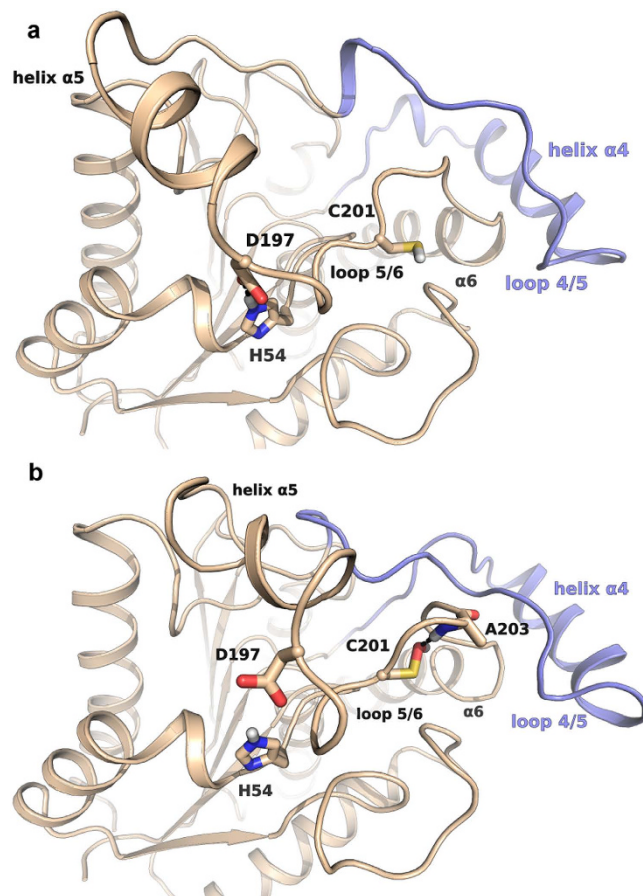 a
helix α5
helix α4
C201
D197
loop 5/6
α6
loop 4/5
H54
b
helix α5
helix α4
A203
C201
D197
loop 5/6
α6
loop 4/5
H54